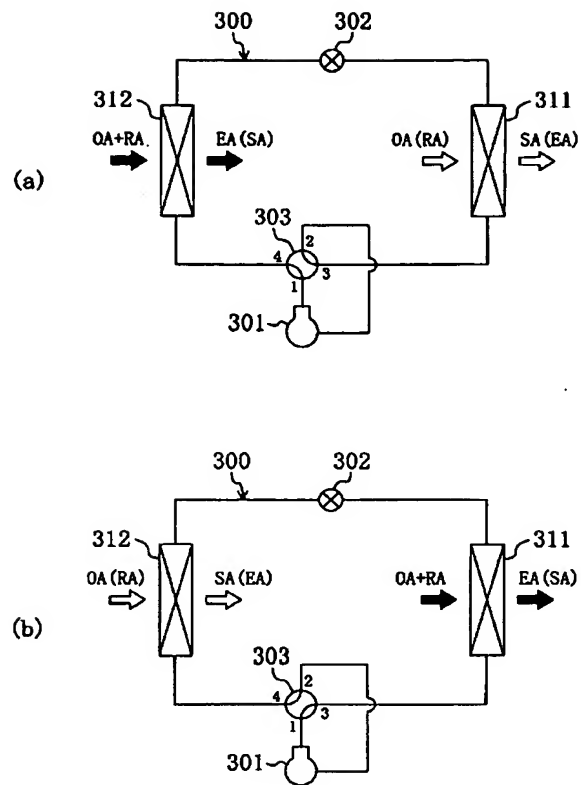 300
302
312
311
OA+RA.
EA(SA)
OA(RA)
SA(EA)
(a)
303
2
4
3
1
301
300
302
312
311
OA(RA)
SA(EA)
OA+RA
EA(SA)
(b)
303
2
4
3
1
301